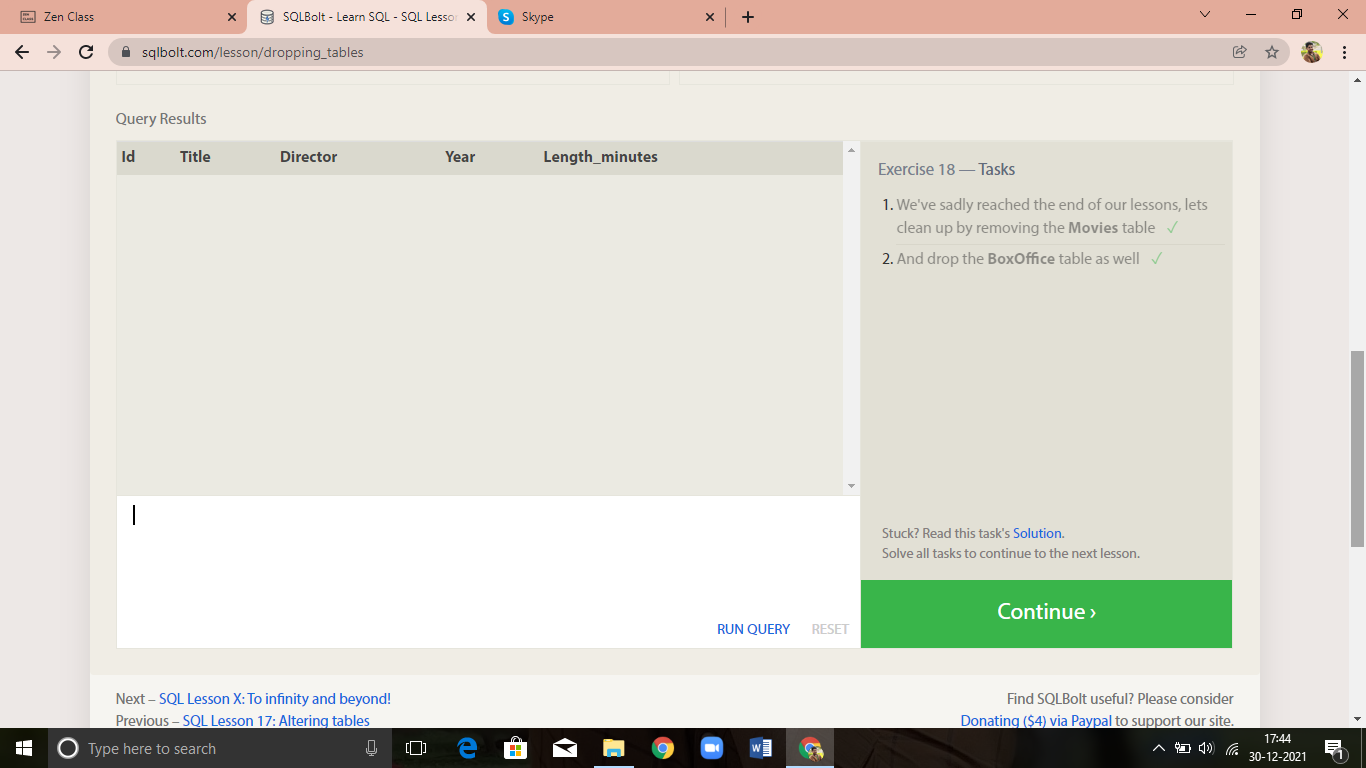 Zen Class
SQLBolt - Learn SQL - SQL Lesso
Skype
sqlbolt.com/lesson/dropping_tables
Query Results
Id Title Director Year Length_minutes
Exercise 18 — Tasks
1. We've sadly reached the end of our lessons, lets
clean up by removing the Movies table ✓
2. And drop the BoxOffice table as well ✓
Stuck? Read this task's Solution.
Solve all tasks to continue to the next lesson.
RUN QUERY RESET
Continue ›
Next – SQL Lesson X: To infinity and beyond!
Previous – SQL Lesson 17: Altering tables
Find SQLBolt useful? Please consider
Donating ($4) via Paypal to support our site.
Type here to search
17:44
30-12-2021
1